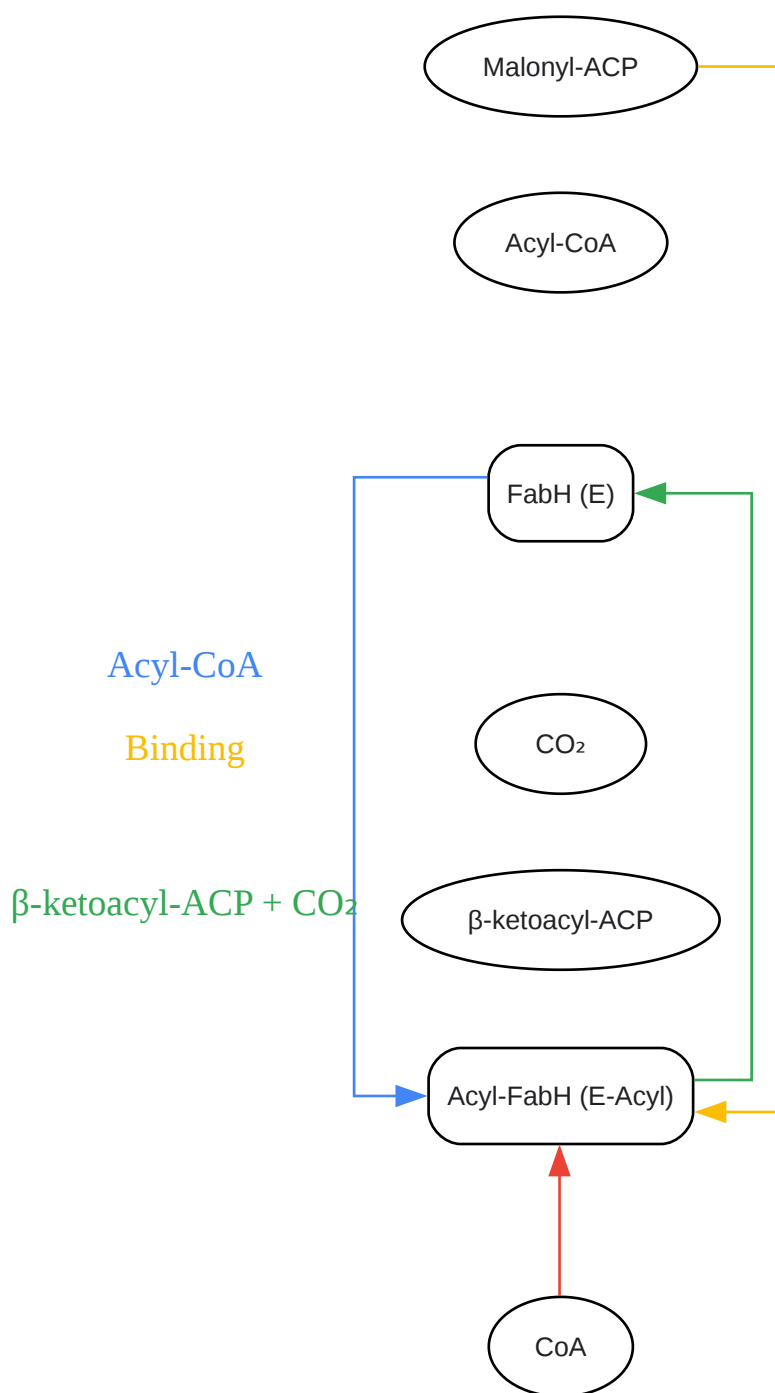 Malonyl-ACP
Acyl-CoA
FabH (E)
Acyl-CoA
Binding
CO₂
β-ketoacyl-ACP + CO₂
β-ketoacyl-ACP
Acyl-FabH (E-Acyl)
CoA